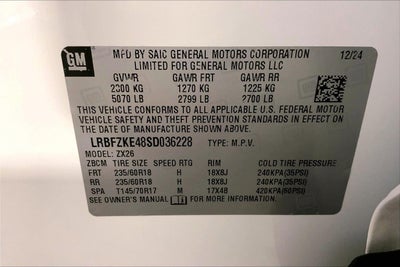 GM
MFD BY SAIC GENERAL MOTORS CORPORATION 12/24
LIMITED FOR GENERAL MOTORS LLC
GVWR GAWR FRT GAWR RR
2300 KG 1270 KG 1225 KG
5070 LB 2799 LB 2700 LB
THIS VEHICLE CONFORMS TO ALL APPLICABLE U.S. FEDERAL MOTOR
VEHICLE SAFETY AND THEFT PREVENTION STANDARDS IN EFFECT ON
THE DATE OF MANUFACTURE SHOWN ABOVE.
LRBFZKE48SD036228 TYPE: M.P.V.
MODEL: ZX26
ZBCM TIRE SIZE SPEED RTG RIM COLD TIRE PRESSURE
FRT 235/60R18 H 18X8J 240KPA(35PSI)
RR 235/60R18 H 18X8J 240KPA(35PSI)
SPA T145/70R17 M 17X4B 420KPA(60PSI)
SEE OWNER'S MANUAL FOR MORE INFORMATION